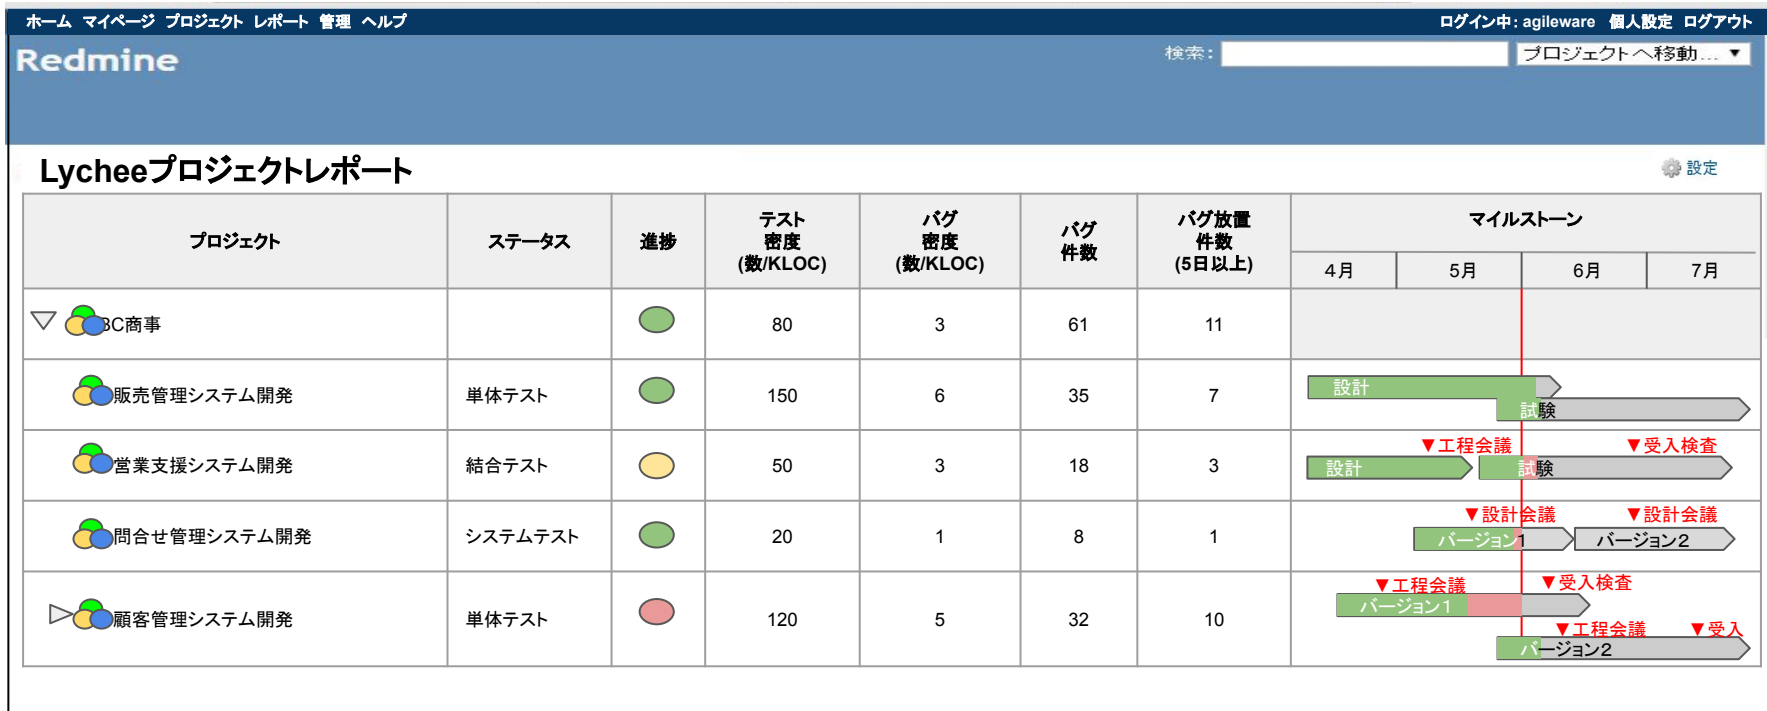 ホーム マイページ プロジェクト レポート 管理 ヘルプ
ログイン中: agileware 個人設定 ログアウト
Redmine
検索:
プロジェクトへ移動... ▼
Lycheeプロジェクトレポート
設定
プロジェクト
ステータス
進捗
テスト
密度
(数/KLOC)
バグ
密度
(数/KLOC)
バグ
件数
バグ放置
件数
(5日以上)
マイルストーン
4月
5月
6月
7月
BC商事
80
3
61
11
販売管理システム開発
単体テスト
150
6
35
7
設計
試験
営業支援システム開発
結合テスト
50
3
18
3
▼工程会議
▼受入検査
設計
試験
問合せ管理システム開発
システムテスト
20
1
8
1
▼設計会議
▼設計会議
バージョン1
バージョン2
顧客管理システム開発
単体テスト
120
5
32
10
▼工程会議
▼受入検査
バージョン1
▼工程会議
▼受入
バージョン2